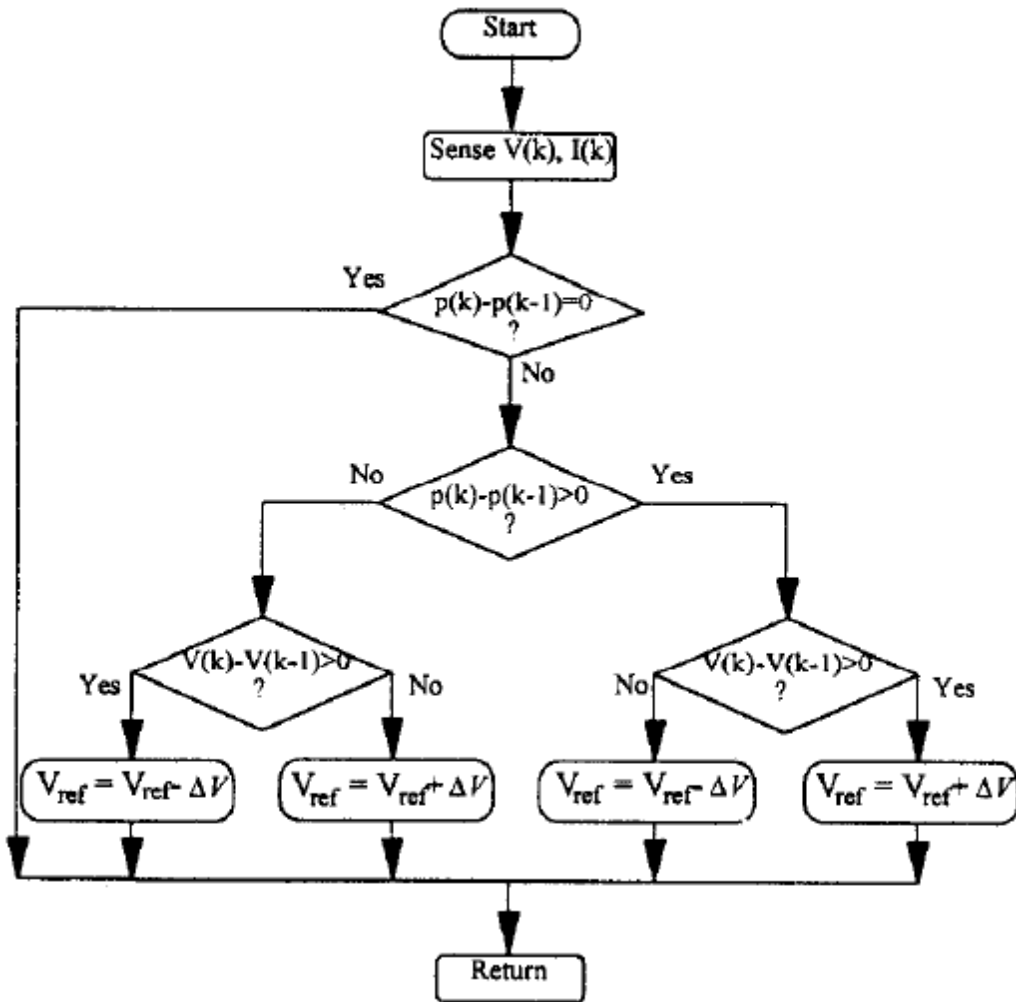 Start
Sense V(k), I(k)
Yes
p(k)-p(k-1)=0
?
No
No
p(k)-p(k-1)>0
?
Yes
V(k)-V(k-1)>0
?
Yes
No
V(k)-V(k-1)>0
?
No
Yes
Vref = Vref- ΔV
Vref = Vref+ ΔV
Vref = Vref- ΔV
Vref = Vref+ ΔV
Return